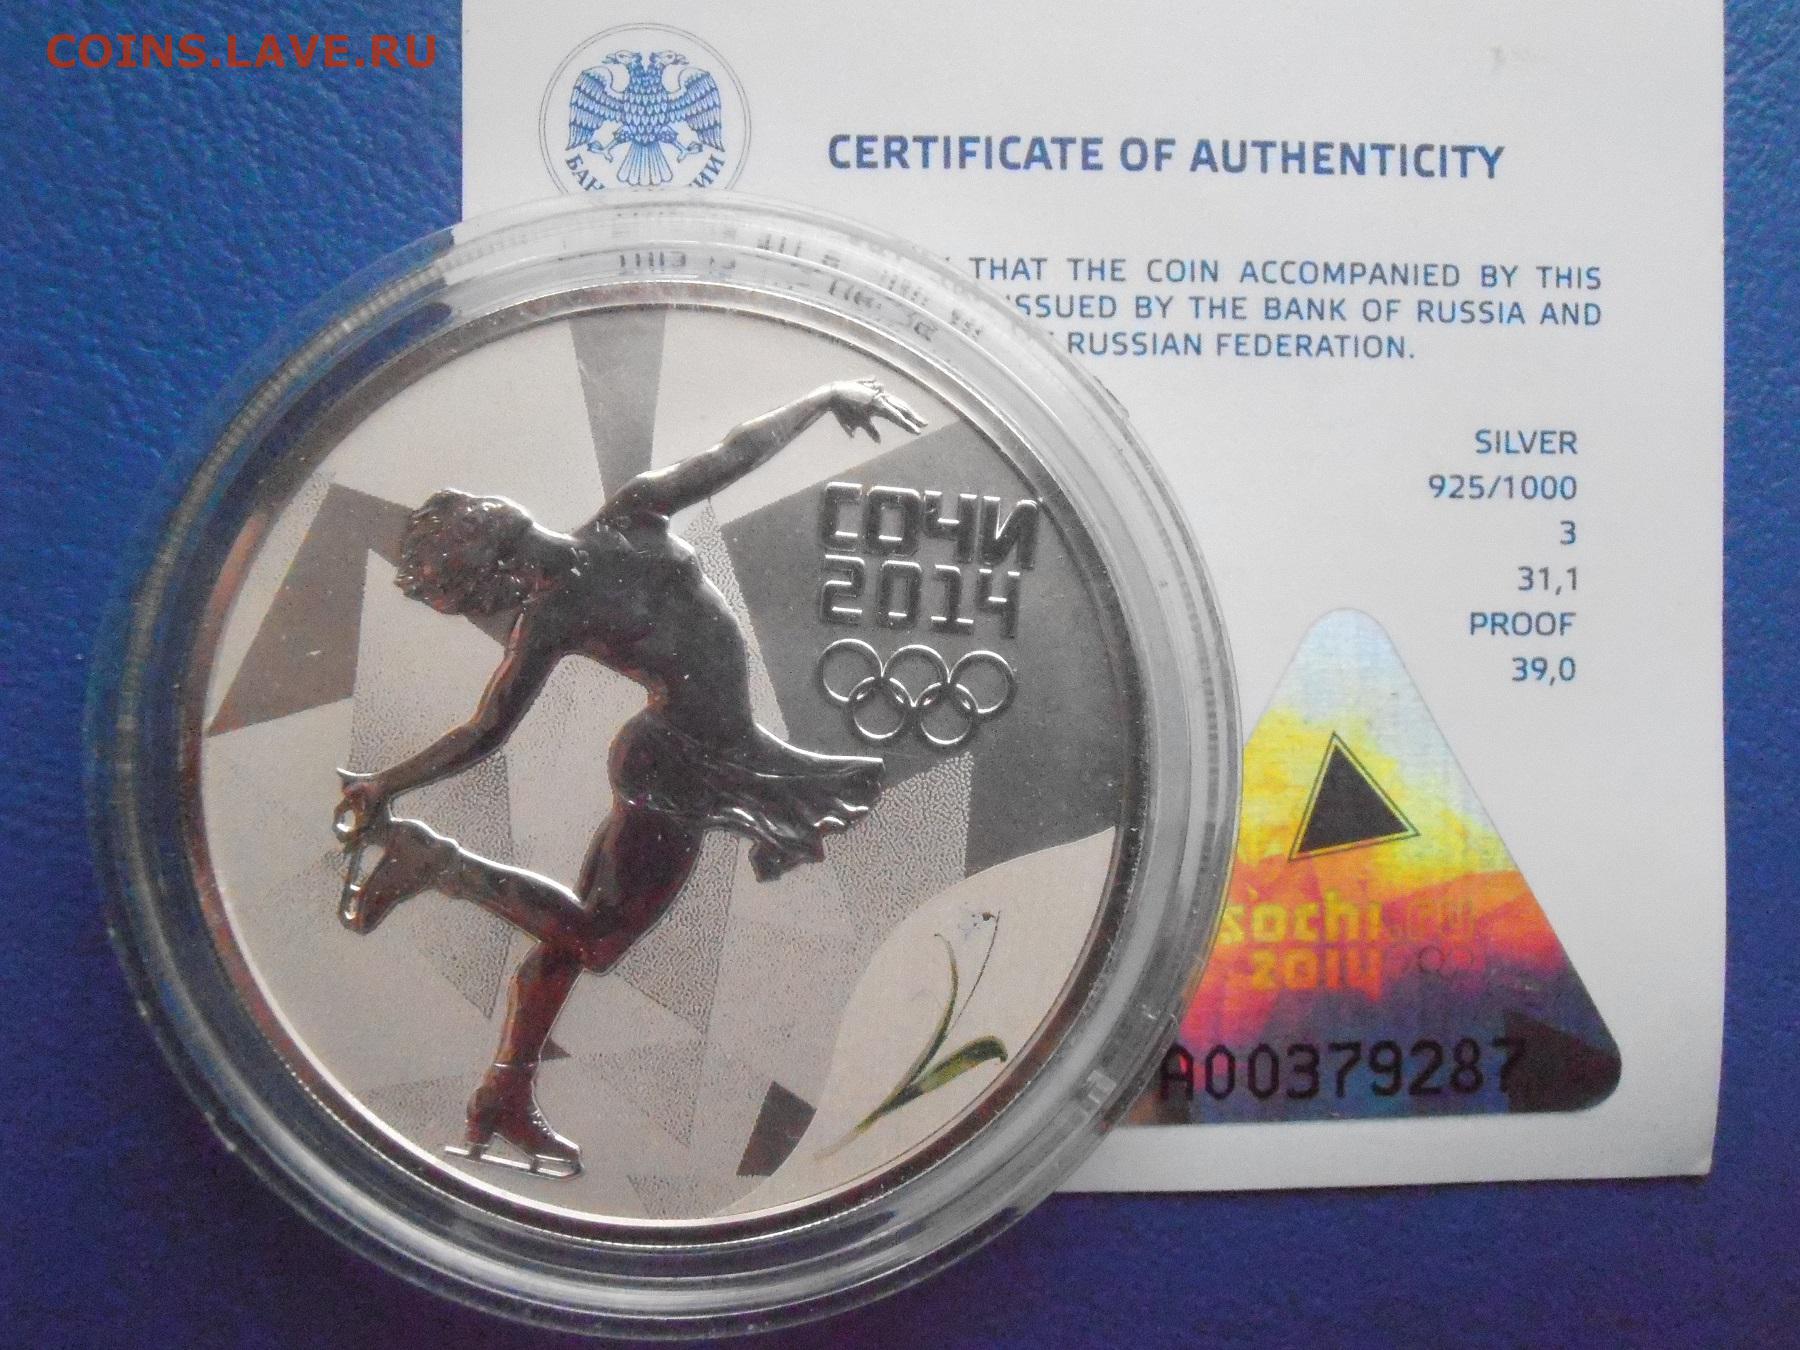 COINS.LAVE.RU
CERTIFICATE OF AUTHENTICITY
THAT THE COIN ACCOMPANIED BY THIS
ISSUED BY THE BANK OF RUSSIA AND
RUSSIAN FEDERATION.
SILVER
925/1000
3
31,1
PROOF
39,0
СОЧИ
2014
sochi.ru
2014
A00379287